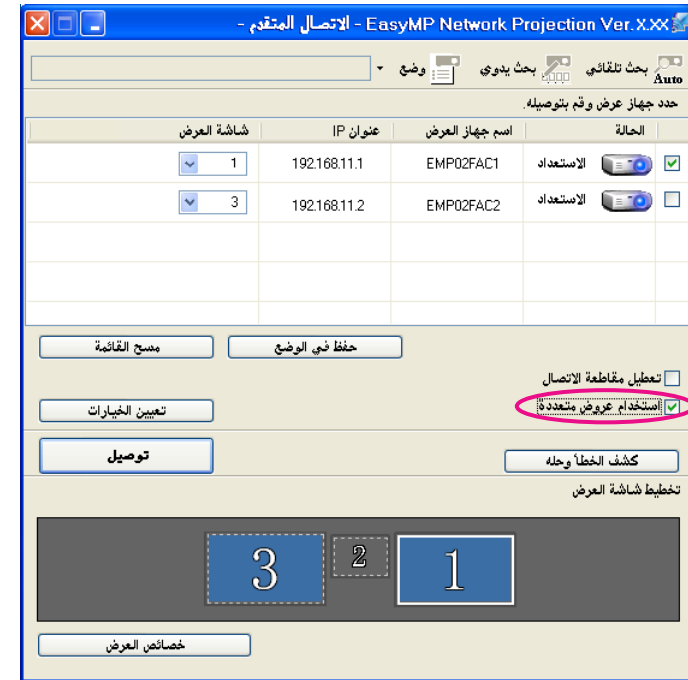 EasyMP Network Projection Ver.X.XX - الاتصال المتقدم -
Auto بحث تلقائي بحث يدوي وضع
حدد جهاز عرض وقم بتوصيله.
الحالة اسم جهاز العرض عنوان IP شاشة العرض
الاستعداد EMP02FAC1 192.168.11.1 1
الاستعداد EMP02FAC2 192.168.11.2 3
حفظ في الوضع مسح القائمة
تعطيل مقاطعة الاتصال
استخدام عروض متعددة تعيين الخيارات
كشف الخطأ وحله توصيل
تخطيط شاشة العرض
3 2 1
خصائص العرض